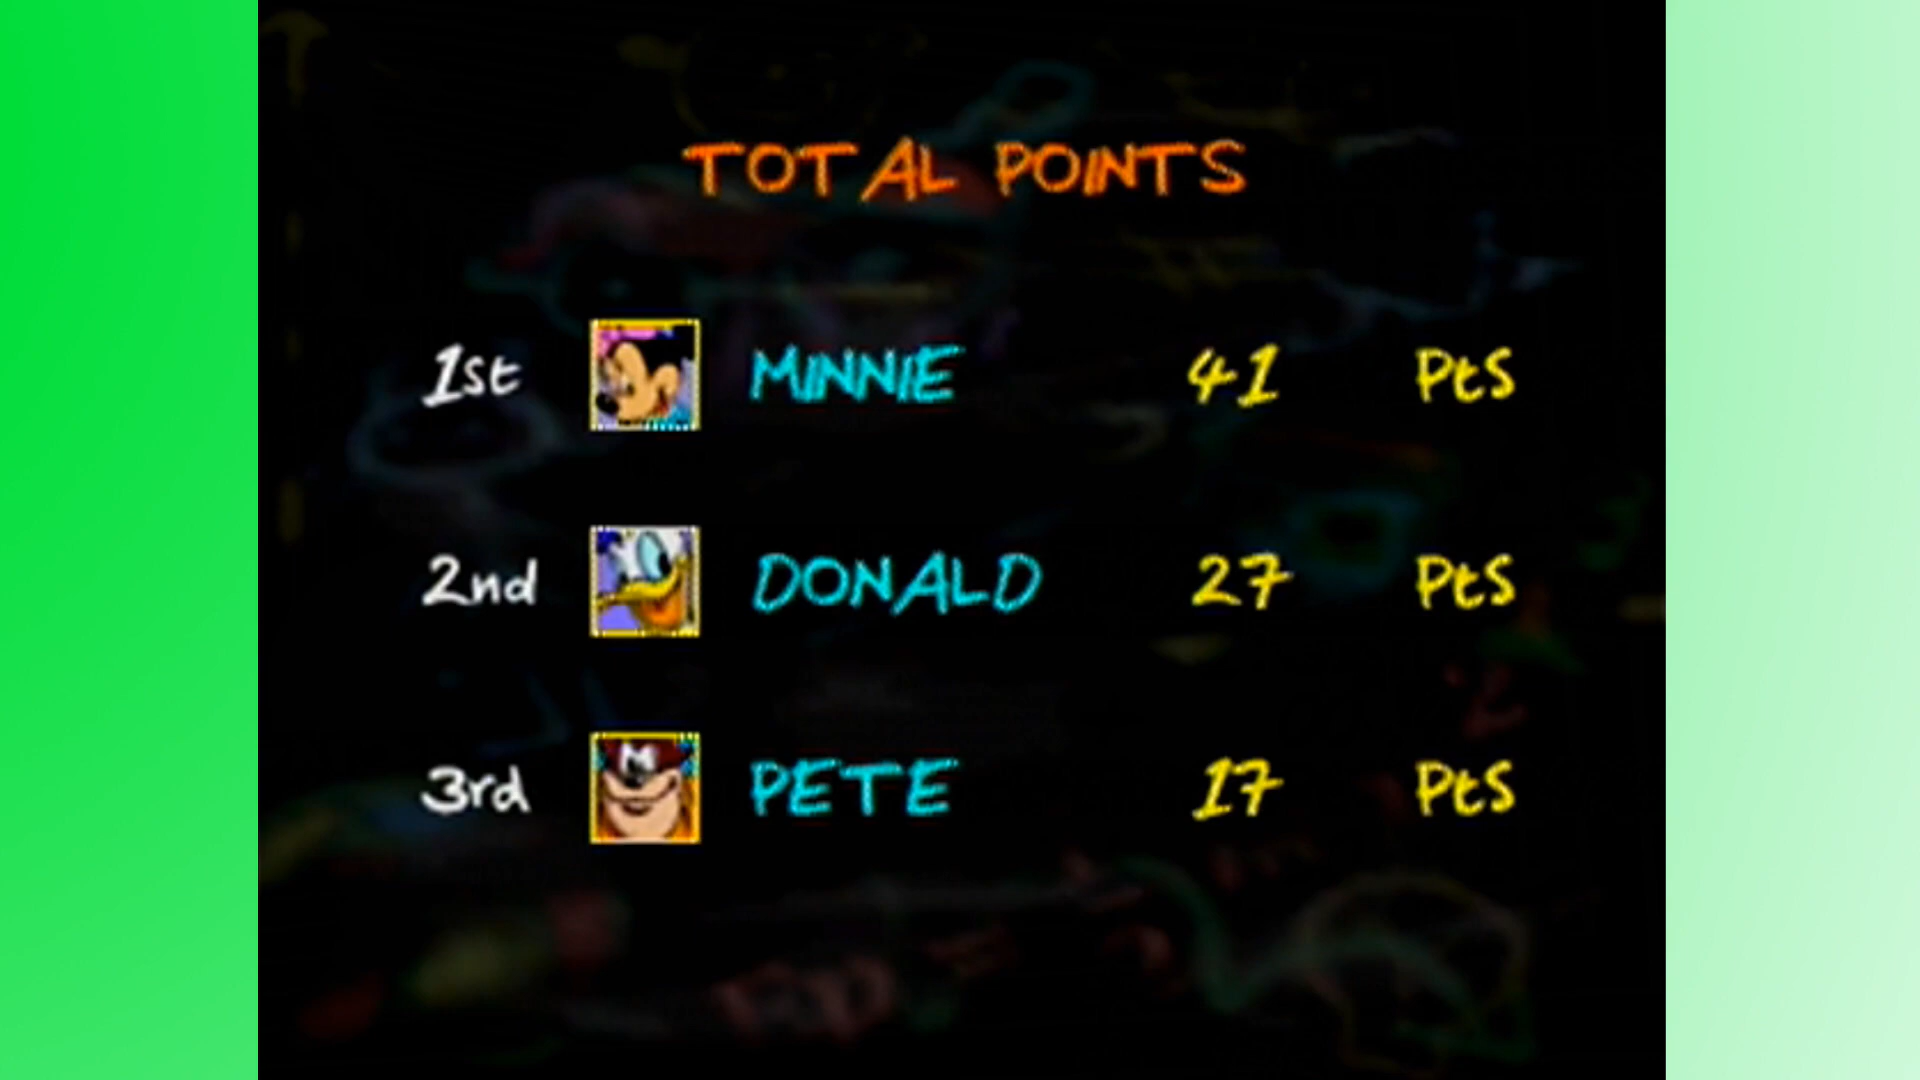 TOTAL POINTS
1st MINNIE 41 Pts
2nd DONALD 27 Pts
3rd PETE 17 Pts